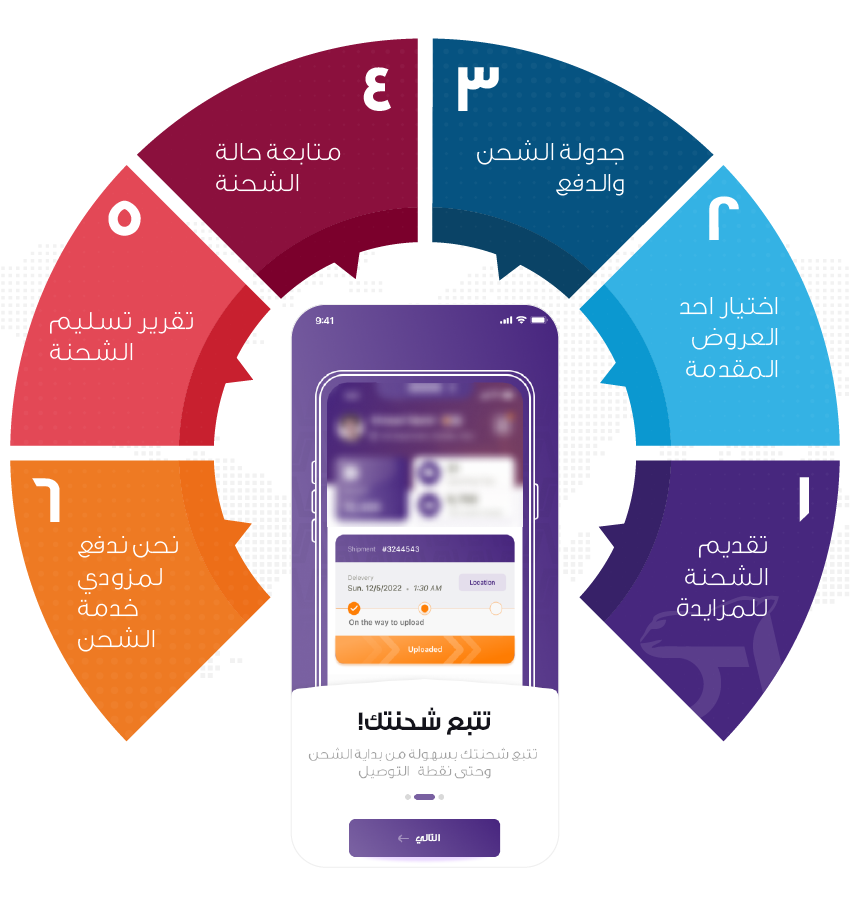 ٤
٣
متابعة حالة
الشحنة
جدولة الشحن
والدفع
٥
٢
تقرير تسليم
الشحنة
اختيار احد
العروض
المقدمة
٦
١
نحن ندفع
لمزودي
خدمة
الشحن
تقديم
الشحنة
للمزايدة
9:41
Shipment #3244543
Delevery
Sun. 12/5/2022 • 1:30 AM
Location
On the way to upload
Uploaded
تتبع شحنتك!
تتبع شحنتك بسهولة من بداية الشحن
وحتى نقطة التوصيل
التالي ←